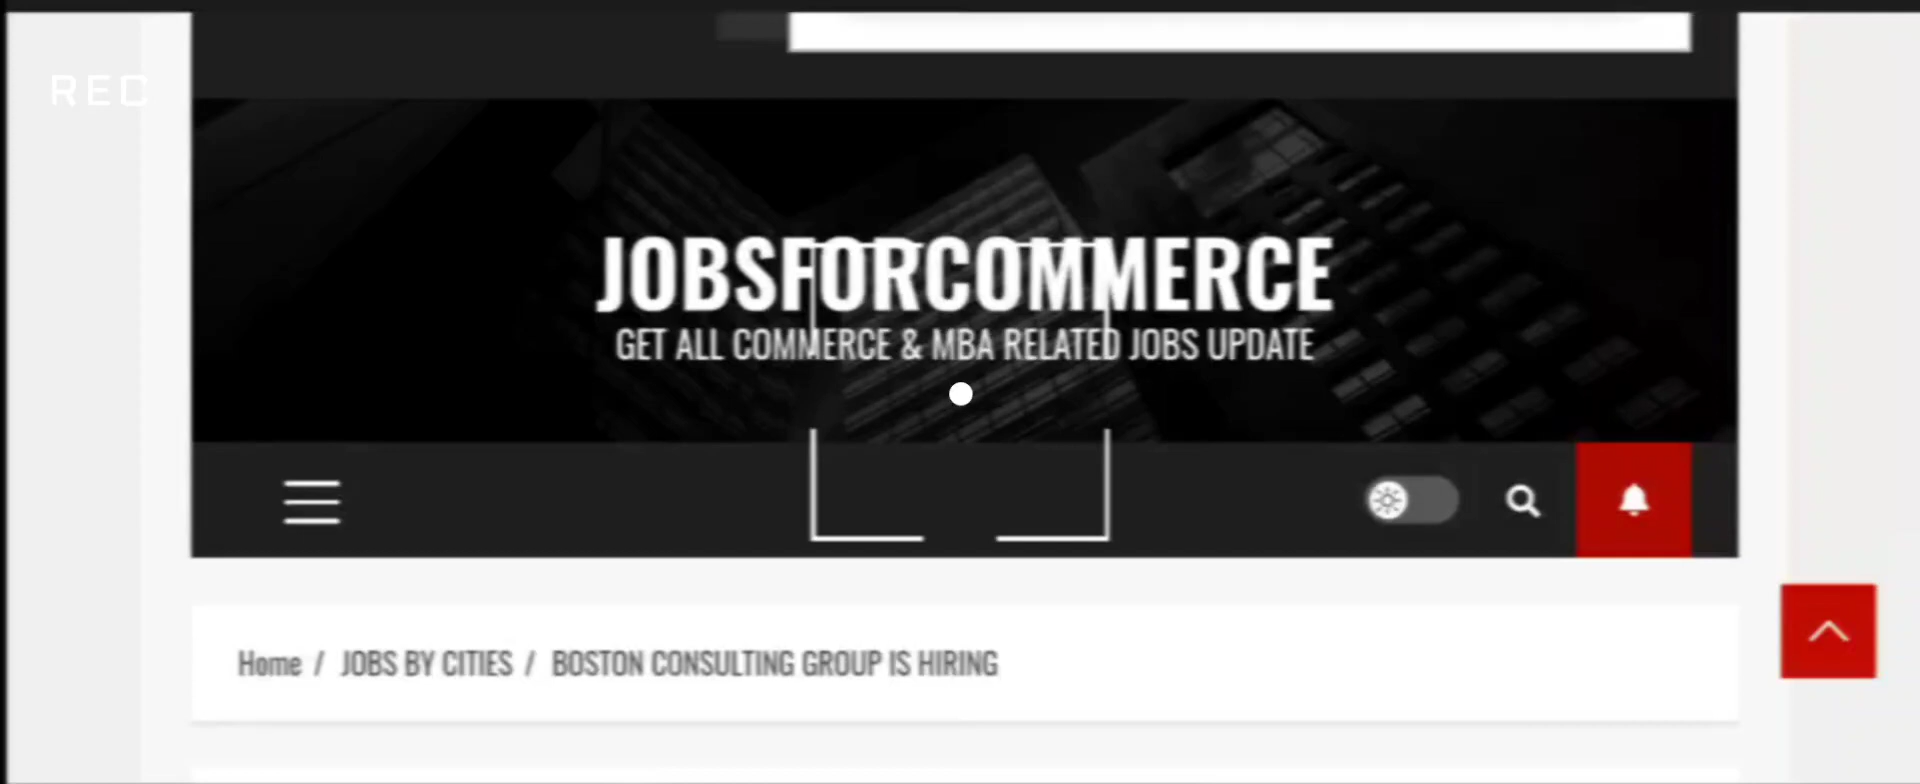 REC
JOBSFORCOMMERCE
GET ALL COMMERCE & MBA RELATED JOBS UPDATE
Home / JOBS BY CITIES / BOSTON CONSULTING GROUP IS HIRING